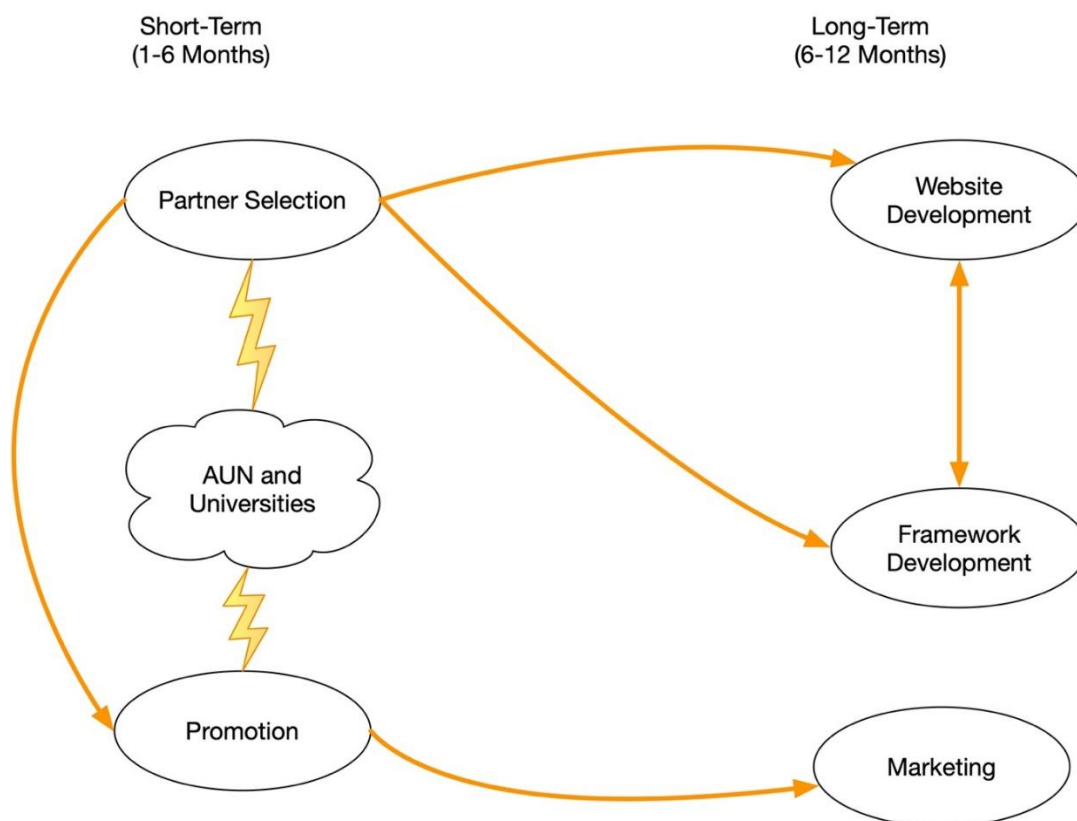 Short-Term
(1-6 Months)
Long-Term
(6-12 Months)
Partner Selection
Website
Development
AUN and
Universities
Framework
Development
Promotion
Marketing